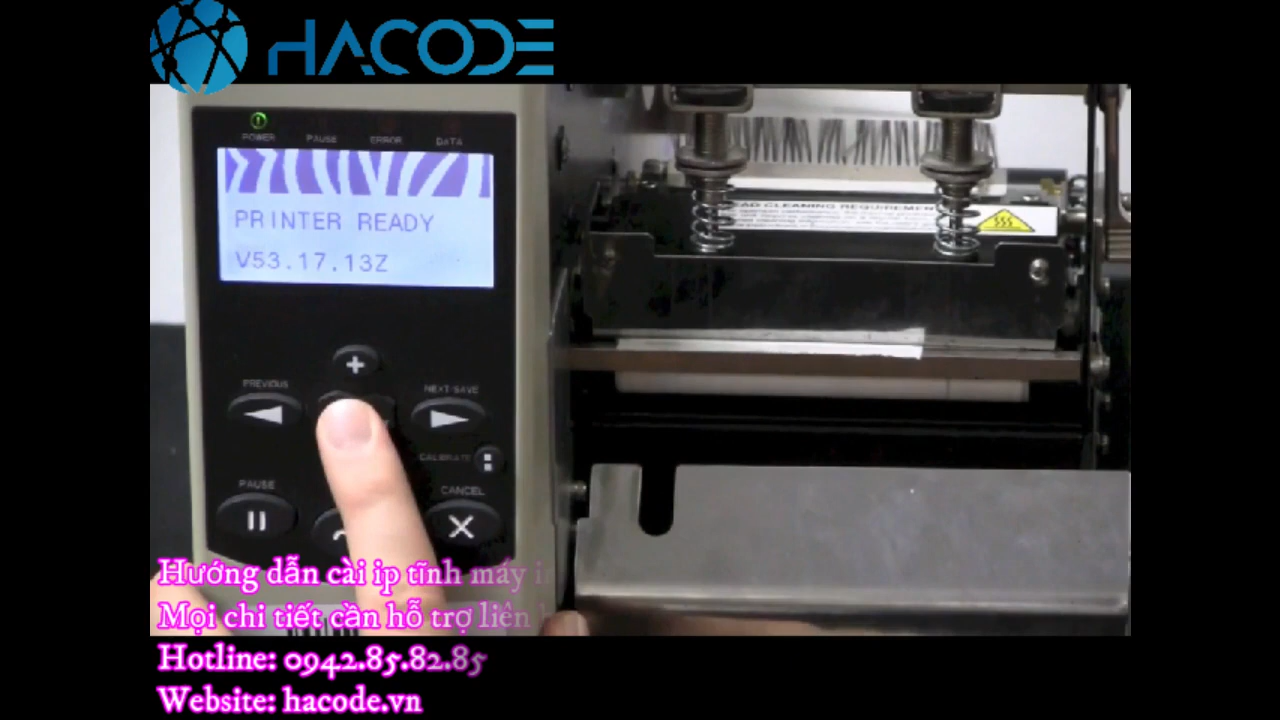 HACODE
POWER PAUSE ERROR DATA
PRINTER READY
V53.17.13Z
PREVIOUS
NEXT/SAVE
CALIBRATE
PAUSE
CANCEL
CLEANING
Hướng dẫn cài ip tĩnh máy
Mọi chi tiết cần hỗ trợ liên
Hotline: 0942.85.82.85
Website: hacode.vn